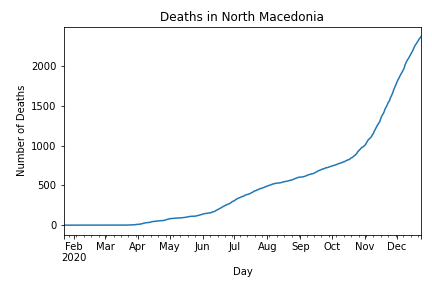 Deaths in North Macedonia
Number of Deaths
2000
1500
1000
500
0
Feb Mar Apr May Jun Jul Aug Sep Oct Nov Dec
2020
Day